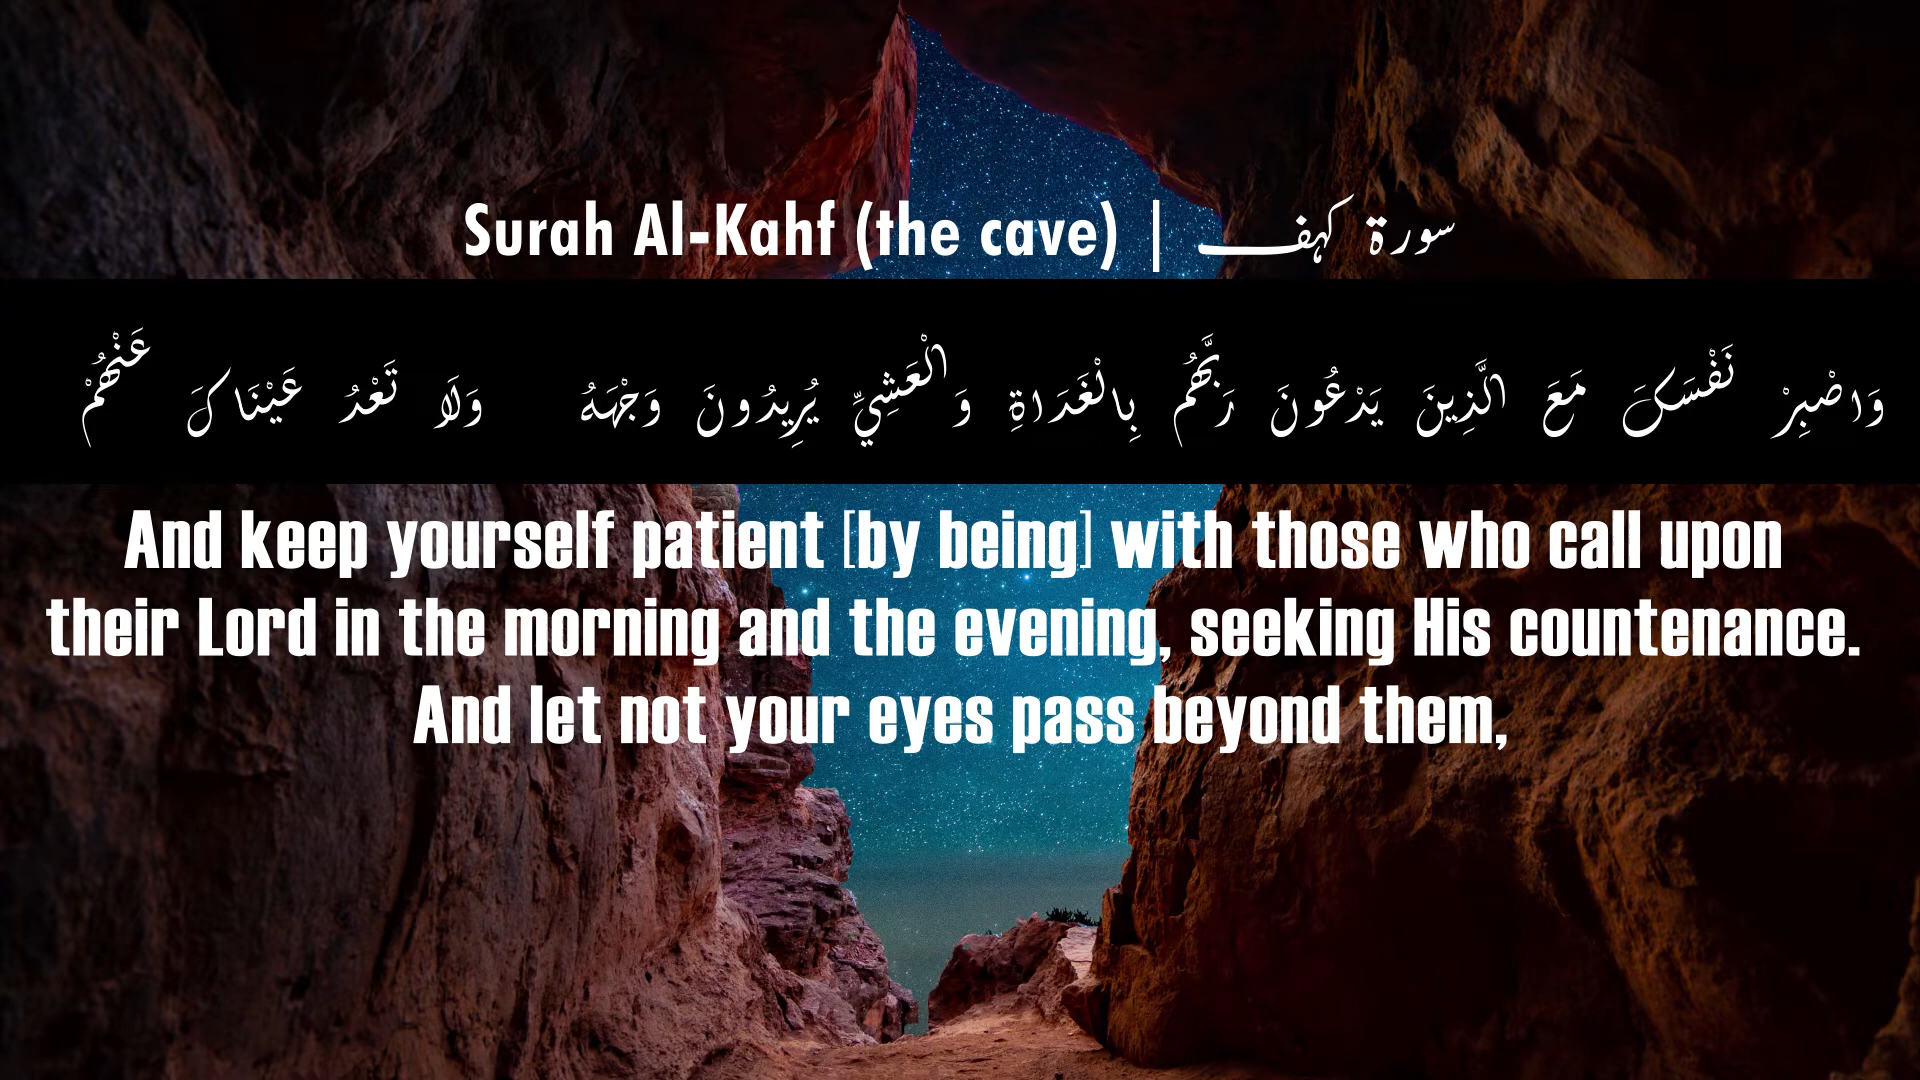 Surah Al-Kahf (the cave) | سورة کہف
وَاصْبِرْ نَفْسَكَ مَعَ الَّذِينَ يَدْعُونَ رَبَّهُم بِالْغَدَاةِ وَالْعَشِيِّ يُرِيدُونَ وَجْهَهُ وَلَا تَعْدُ عَيْنَاكَ عَنْهُمْ
And keep yourself patient [by being] with those who call upon
their Lord in the morning and the evening, seeking His countenance.
And let not your eyes pass beyond them,